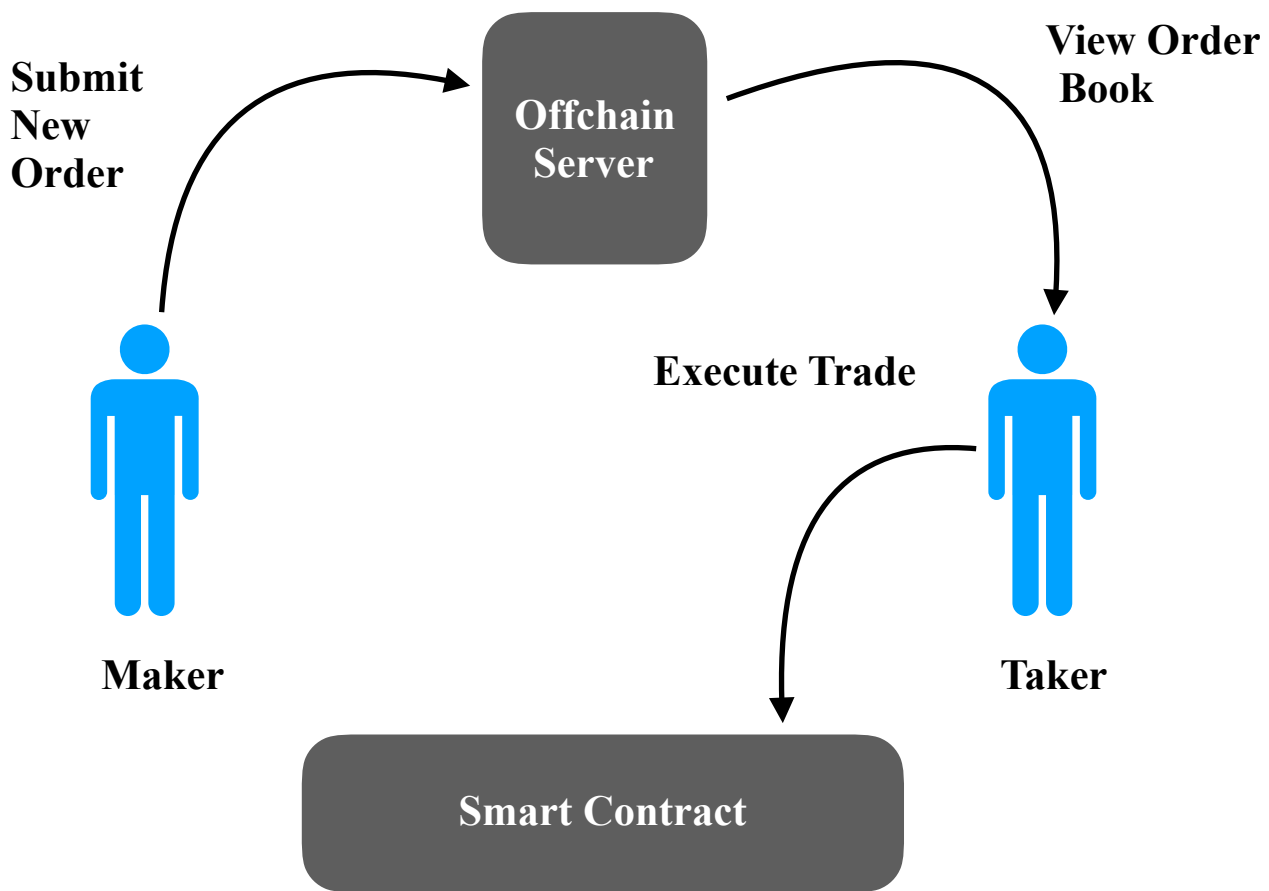 Submit
New
Order
Offchain
Server
View Order
Book
Execute Trade
Maker
Taker
Smart Contract